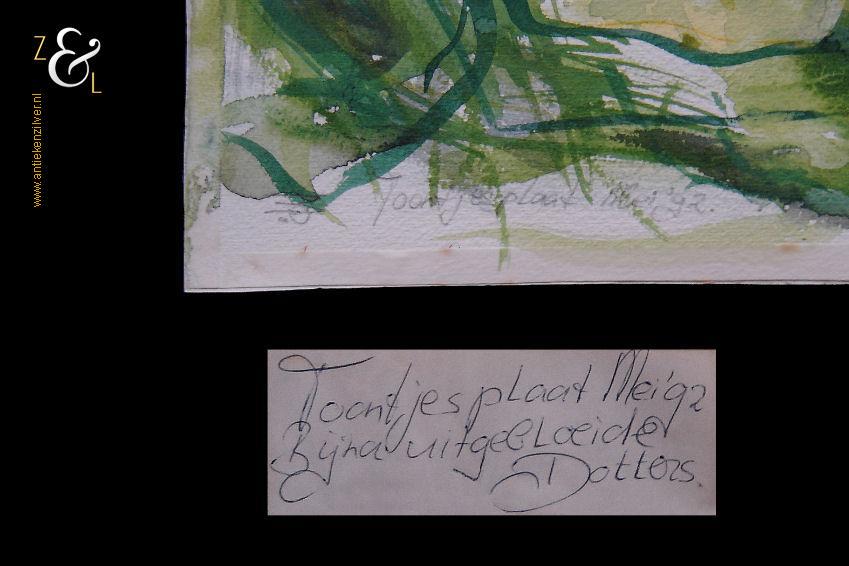 Z & L
www.antiekenzilver.nl
Toontjesplaat Mei '92.
Toontjesplaat Mei '92
Bijna uitgebloeide
Dotters.